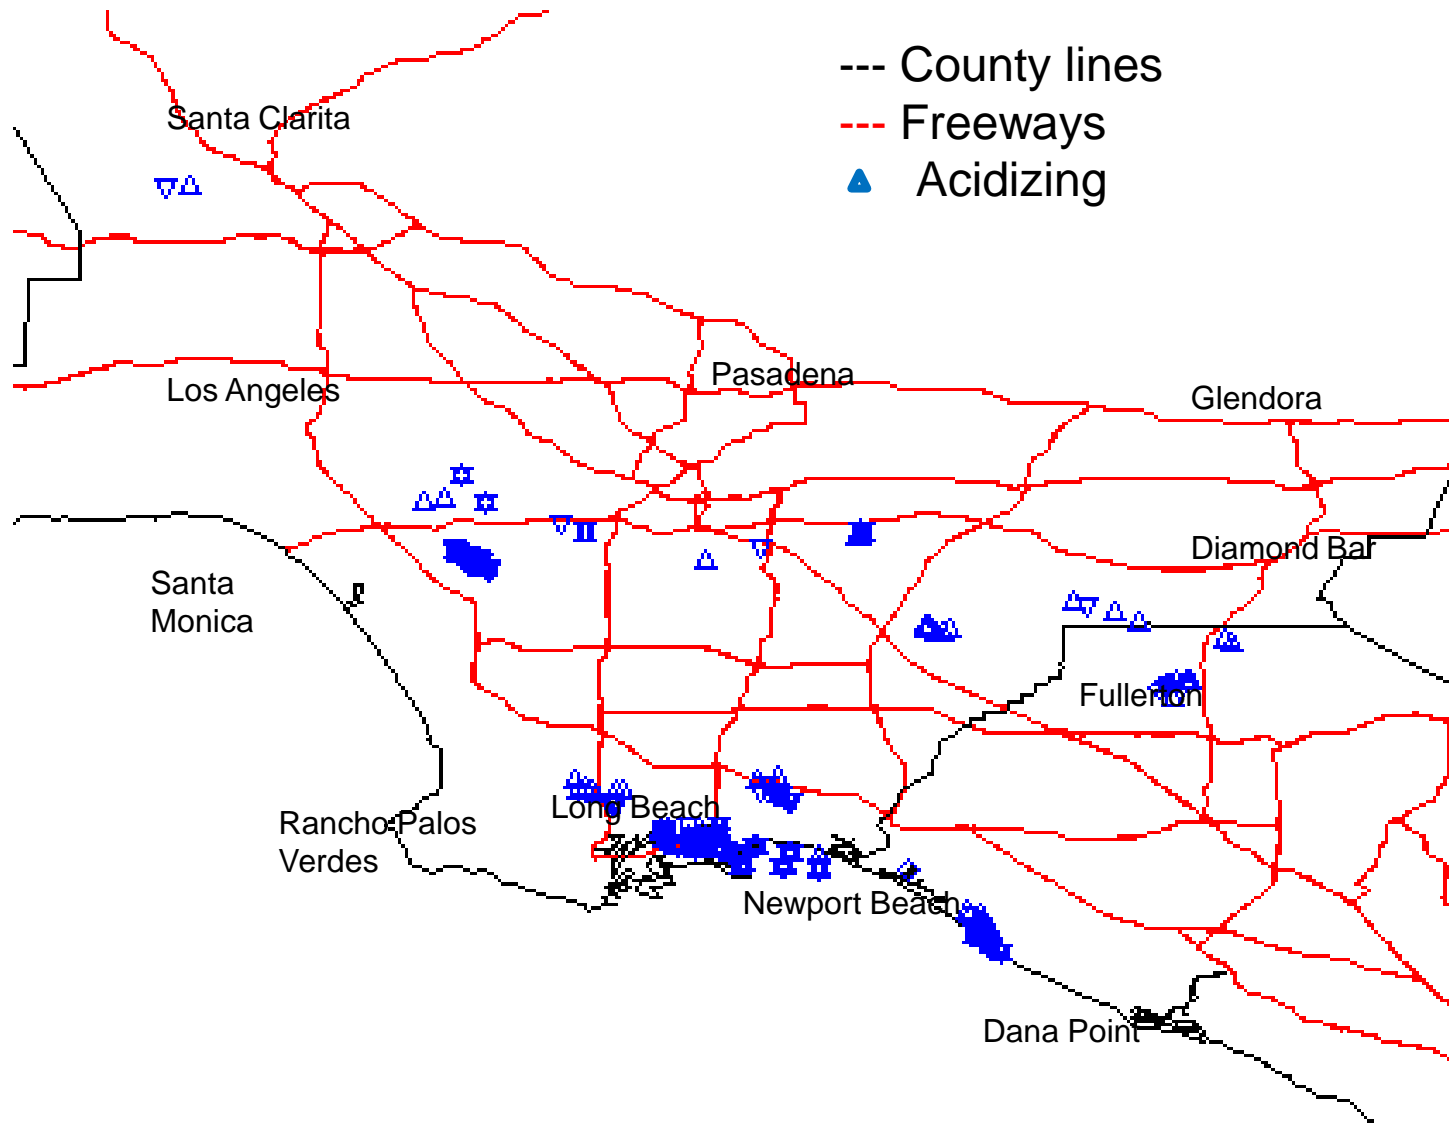 --- County lines
--- Freeways
Acidizing
Santa Clarita
Los Angeles
Pasadena
Glendora
Diamond Bar
Santa
Monica
Fullerton
Long Beach
Rancho Palos
Verdes
Newport Beach
Dana Point